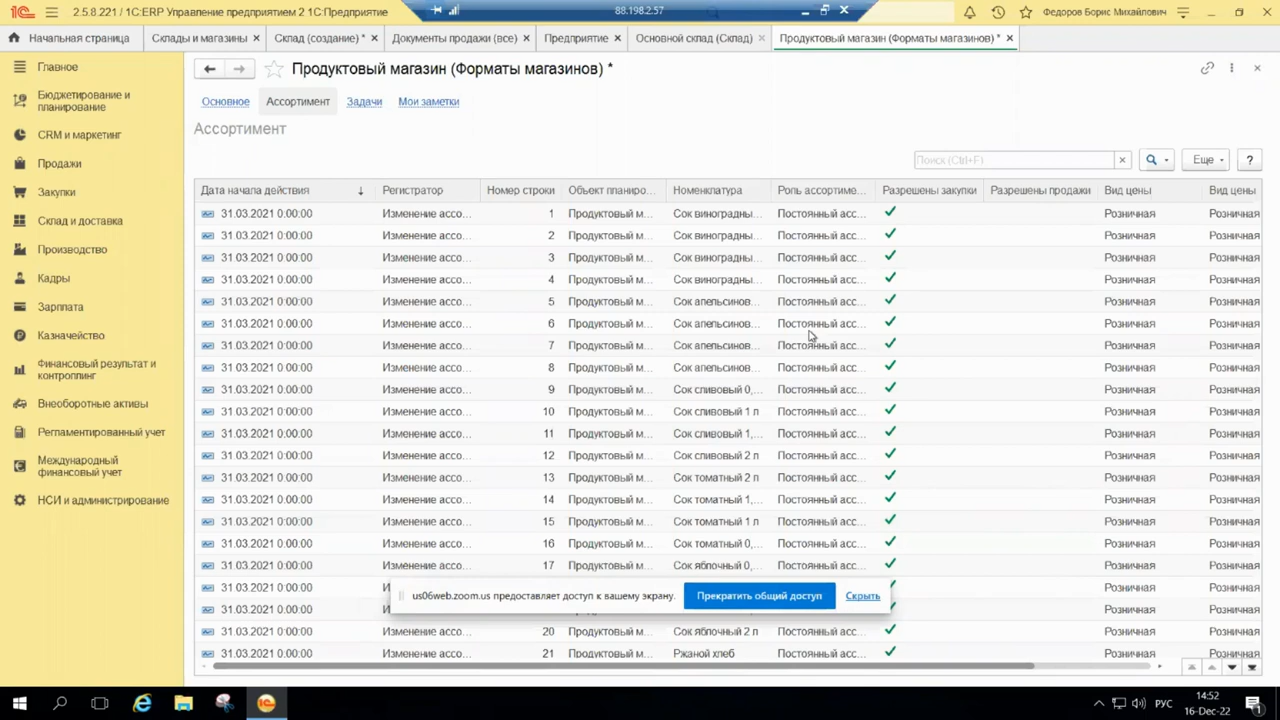 2.5.8.221 / 1С:ERP Управление предприятием 2 1С:Предприятие
88.198.2.57
Федоров Борис Михайлович
Начальная страница
Склады и магазины
Склад (создание) *
Документы продажи (все)
Предприятие
Основной склад (Склад)
Продуктовый магазин (Форматы магазинов) *
Главное
Бюджетирование и
планирование
CRM и маркетинг
Продажи
Закупки
Склад и доставка
Производство
Кадры
Зарплата
Казначейство
Финансовый результат и
контроллинг
Внеоборотные активы
Регламентированный учет
Международный
финансовый учет
НСИ и администрирование
Продуктовый магазин (Форматы магазинов) *
Основное Ассортимент Задачи Мои заметки
Ассортимент
Поиск (Ctrl+F) Еще ?
Дата начала действия Регистратор Номер строки Объект планиро... Номенклатура Роль ассортиме... Разрешены закупки Разрешены продажи Вид цены Вид цены
31.03.2021 0:00:00 Изменение ассо... 1 Продуктовый м... Сок виноградны... Постоянный асс... Розничная Розничная
31.03.2021 0:00:00 Изменение ассо... 2 Продуктовый м... Сок виноградны... Постоянный асс... Розничная Розничная
31.03.2021 0:00:00 Изменение ассо... 3 Продуктовый м... Сок виноградны... Постоянный асс... Розничная Розничная
31.03.2021 0:00:00 Изменение ассо... 4 Продуктовый м... Сок виноградны... Постоянный асс... Розничная Розничная
31.03.2021 0:00:00 Изменение ассо... 5 Продуктовый м... Сок апельсинов... Постоянный асс... Розничная Розничная
31.03.2021 0:00:00 Изменение ассо... 6 Продуктовый м... Сок апельсинов... Постоянный асс... Розничная Розничная
31.03.2021 0:00:00 Изменение ассо... 7 Продуктовый м... Сок апельсинов... Постоянный асс... Розничная Розничная
31.03.2021 0:00:00 Изменение ассо... 8 Продуктовый м... Сок апельсинов... Постоянный асс... Розничная Розничная
31.03.2021 0:00:00 Изменение ассо... 9 Продуктовый м... Сок сливовый 0,... Постоянный асс... Розничная Розничная
31.03.2021 0:00:00 Изменение ассо... 10 Продуктовый м... Сок сливовый 1 л Постоянный асс... Розничная Розничная
31.03.2021 0:00:00 Изменение ассо... 11 Продуктовый м... Сок сливовый 1,... Постоянный асс... Розничная Розничная
31.03.2021 0:00:00 Изменение ассо... 12 Продуктовый м... Сок сливовый 2 л Постоянный асс... Розничная Розничная
31.03.2021 0:00:00 Изменение ассо... 13 Продуктовый м... Сок томатный 2 л Постоянный асс... Розничная Розничная
31.03.2021 0:00:00 Изменение ассо... 14 Продуктовый м... Сок томатный 1,... Постоянный асс... Розничная Розничная
31.03.2021 0:00:00 Изменение ассо... 15 Продуктовый м... Сок томатный 1 л Постоянный асс... Розничная Розничная
31.03.2021 0:00:00 Изменение ассо... 16 Продуктовый м... Сок томатный 0,... Постоянный асс... Розничная Розничная
31.03.2021 0:00:00 Изменение ассо... 17 Продуктовый м... Сок яблочный 0,... Постоянный асс... Розничная Розничная
31.03.2021 0:00:00 Розничная Розничная
us06web.zoom.us предоставляет доступ к вашему экрану. Прекратить общий доступ Скрыть
31.03.2021 0:00:00 Розничная Розничная
31.03.2021 0:00:00 Изменение ассо... 20 Продуктовый м... Сок яблочный 2 л Постоянный асс... Розничная Розничная
31.03.2021 0:00:00 Изменение ассо... 21 Продуктовый м... Ржаной хлеб Постоянный асс... Розничная Розничная
РУС
14:52
16-Dec-22